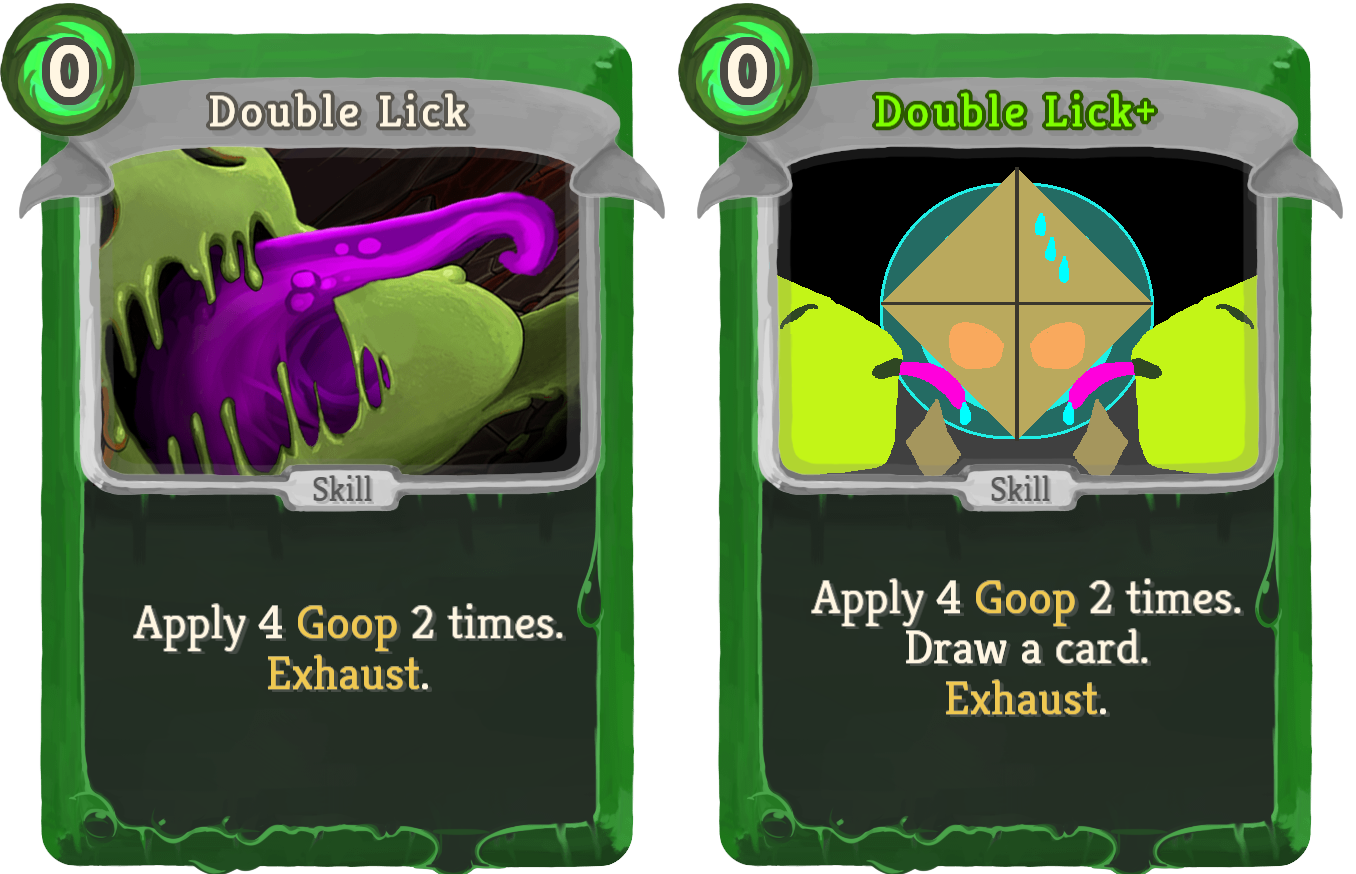 0
Double Lick
Skill
Apply 4 Goop 2 times.
Exhaust.
0
Double Lick+
Skill
Apply 4 Goop 2 times.
Draw a card.
Exhaust.